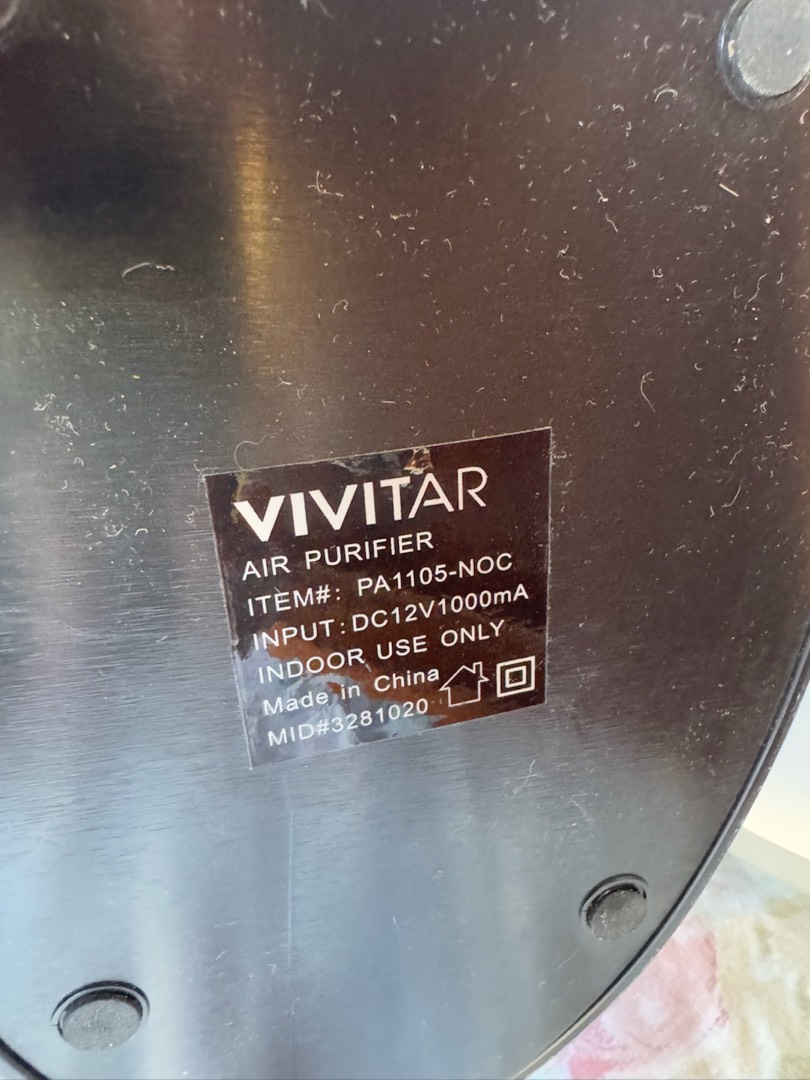 VIVITAR
AIR PURIFIER
ITEM#: PA1105-NOC
INPUT:DC12V1000mA
INDOOR USE ONLY
Made in China
MID#3281020